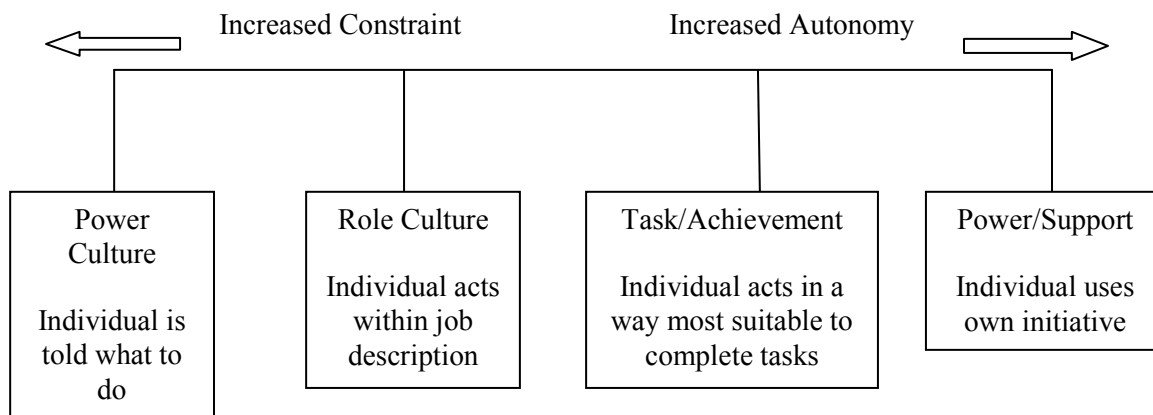 Increased Constraint
Increased Autonomy
Power
Culture
Individual is
told what to
do
Role Culture
Individual acts
within job
description
Task/Achievement
Individual acts in a
way most suitable to
complete tasks
Power/Support
Individual uses
own initiative